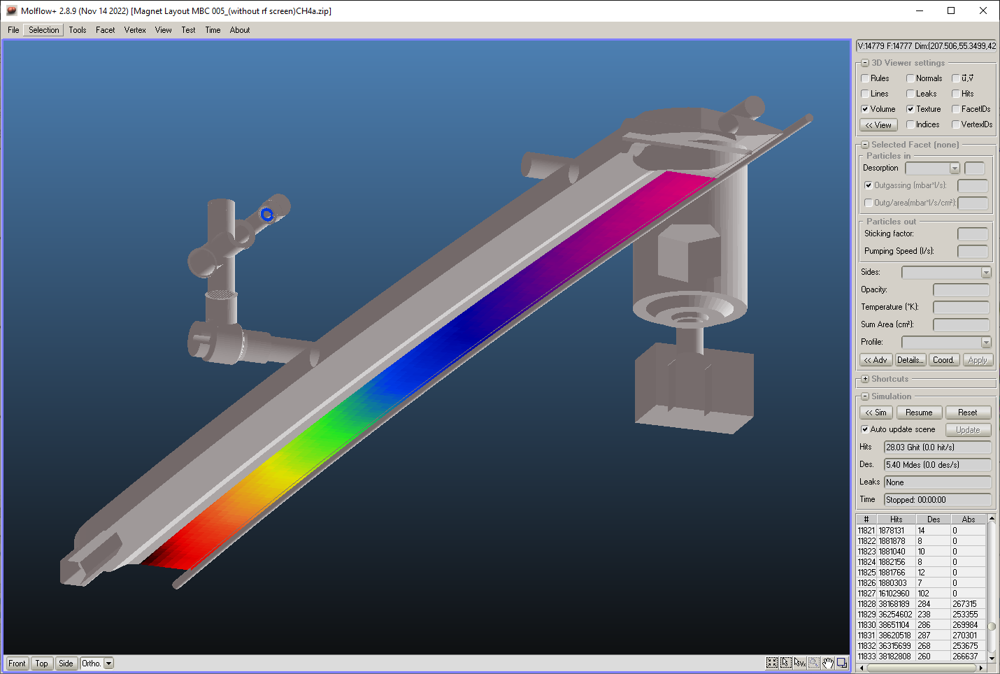 Molflow+ 2.8.9 (Nov 14 2022) [Magnet Layout MBC 005_(without rf screen)CH4a.zip]
File Selection Tools Facet Vertex View Test Time About
V:14779 F:14777 Dim:(207.506,55.3499,42
3D Viewer settings
Rules Normals u,v
Lines Leaks Hits
Volume Texture FacetIDs
<< View Indices VertexIDs
Selected Facet (none)
Particles in
Desorption
Outgassing (mbar*l/s):
Outg/area(mbar*l/s/cm²):
Particles out
Sticking factor:
Pumping Speed (l/s):
Sides:
Opacity:
Temperature (°K):
Sum Area (cm²):
Profile:
<< Adv Details... Coord. Apply
Shortcuts
Simulation
<< Sim Resume Reset
Auto update scene Update
Hits 28.03 Ghit (0.0 hit/s)
Des. 5.40 Mdes (0.0 des/s)
Leaks None
Time Stopped: 00:00:00
# Hits Des Abs
11821 1878131 14 0
11822 1881878 8 0
11823 1881040 10 0
11824 1882156 8 0
11825 1881766 12 0
11826 1880303 7 0
11827 16102960 102 0
11828 38168189 284 267315
11829 36254602 238 253355
11830 38651104 286 269984
11831 38620518 287 270301
11832 36315699 268 253675
11833 38182808 260 266637
Front Top Side Ortho.